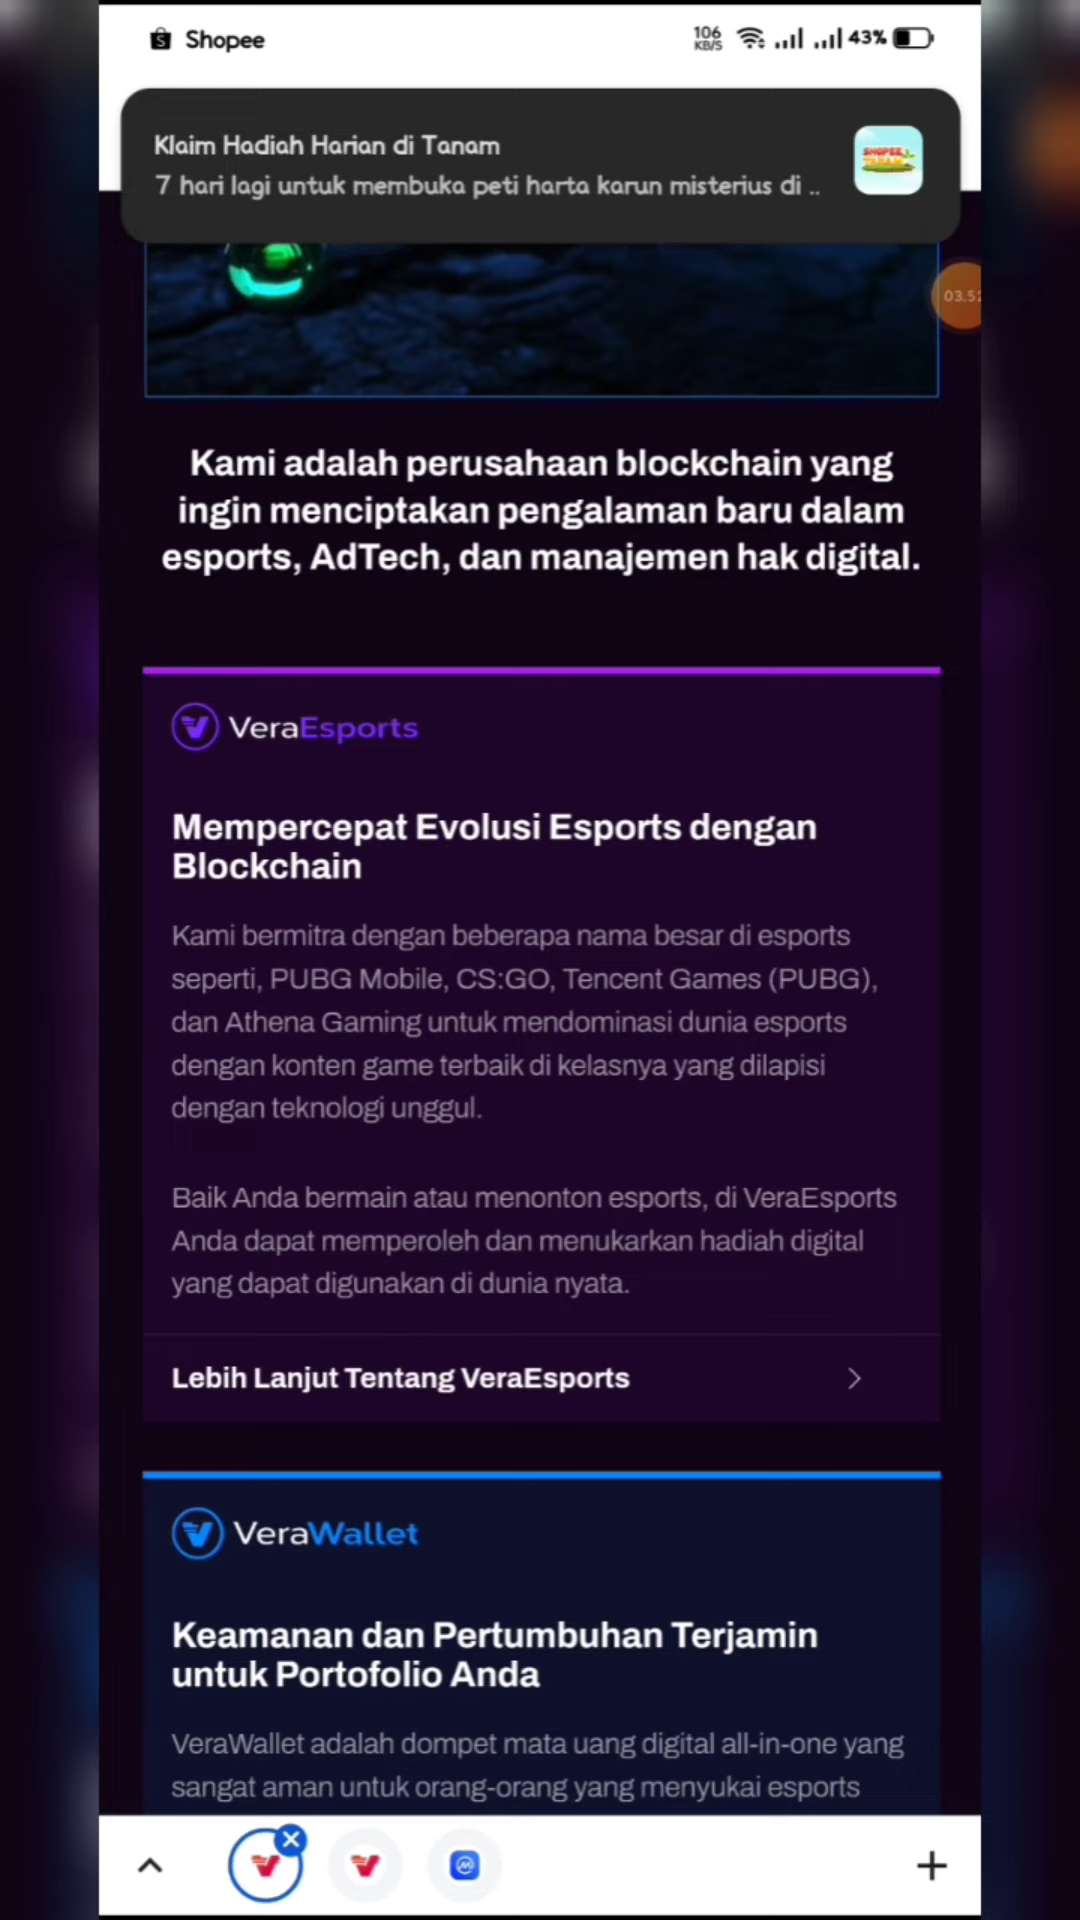 Shopee
106
KB/S
43%
Klaim Hadiah Harian di Tanam
7 hari lagi untuk membuka peti harta karun misterius di ..
SHOPEE
TANAM
03.52
Kami adalah perusahaan blockchain yang
ingin menciptakan pengalaman baru dalam
esports, AdTech, dan manajemen hak digital.
VeraEsports
Mempercepat Evolusi Esports dengan
Blockchain
Kami bermitra dengan beberapa nama besar di esports
seperti, PUBG Mobile, CS:GO, Tencent Games (PUBG),
dan Athena Gaming untuk mendominasi dunia esports
dengan konten game terbaik di kelasnya yang dilapisi
dengan teknologi unggul.
Baik Anda bermain atau menonton esports, di VeraEsports
Anda dapat memperoleh dan menukarkan hadiah digital
yang dapat digunakan di dunia nyata.
Lebih Lanjut Tentang VeraEsports
VeraWallet
Keamanan dan Pertumbuhan Terjamin
untuk Portofolio Anda
VeraWallet adalah dompet mata uang digital all-in-one yang
sangat aman untuk orang-orang yang menyukai esports